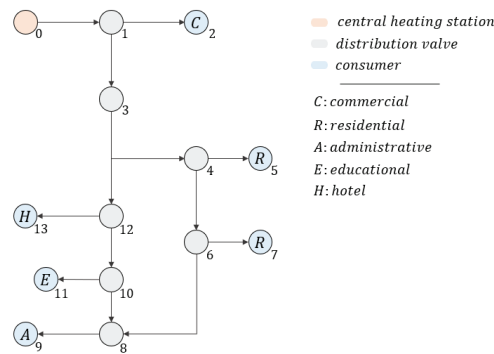 central heating station
distribution valve
consumer
C: commercial
R: residential
A: administrative
E: educational
H: hotel
0
1
C
2
3
4
R
5
H
13
12
6
R
7
E
11
10
A
9
8